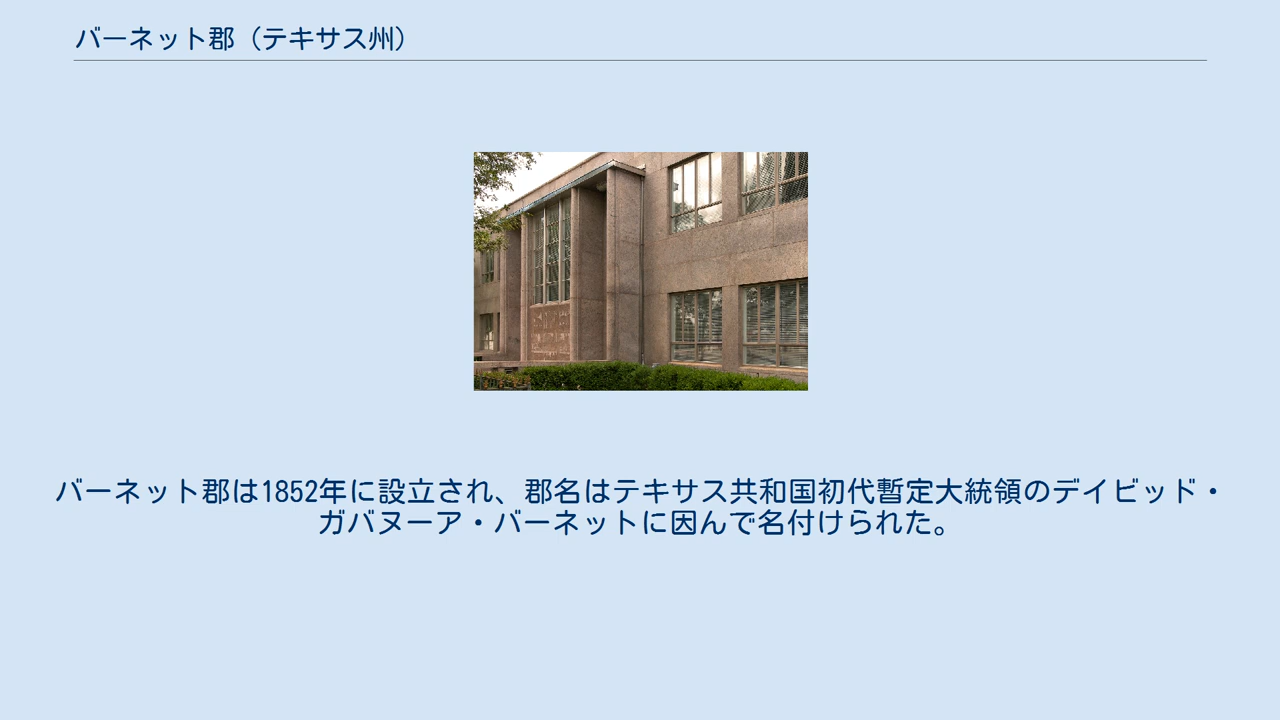 バーネット郡（テキサス州）
バーネット郡は1852年に設立され、郡名はテキサス共和国初代暫定大統領のデイビッド・
ガバヌーア・バーネットに因んで名付けられた。